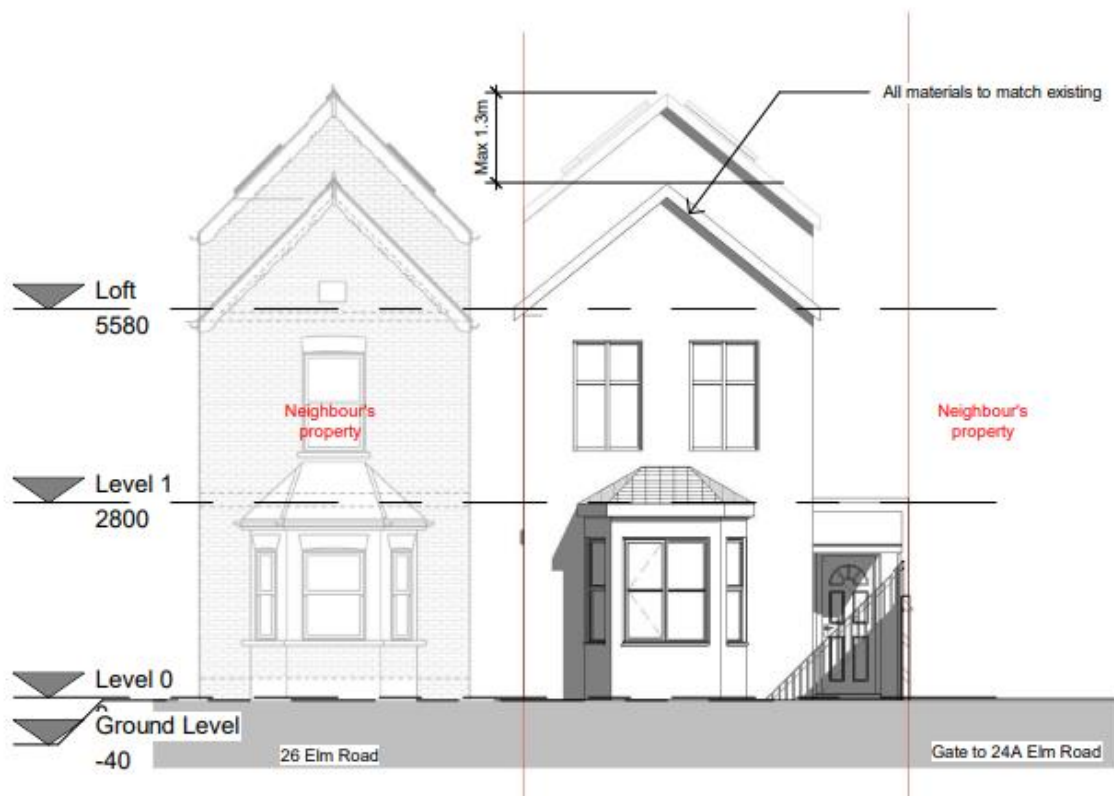 All materials to match existing
Max 1.3m
Loft
5580
Neighbour's
property
Neighbour's
property
Level 1
2800
Level 0
0
Ground Level
-40
26 Elm Road
Gate to 24A Elm Road